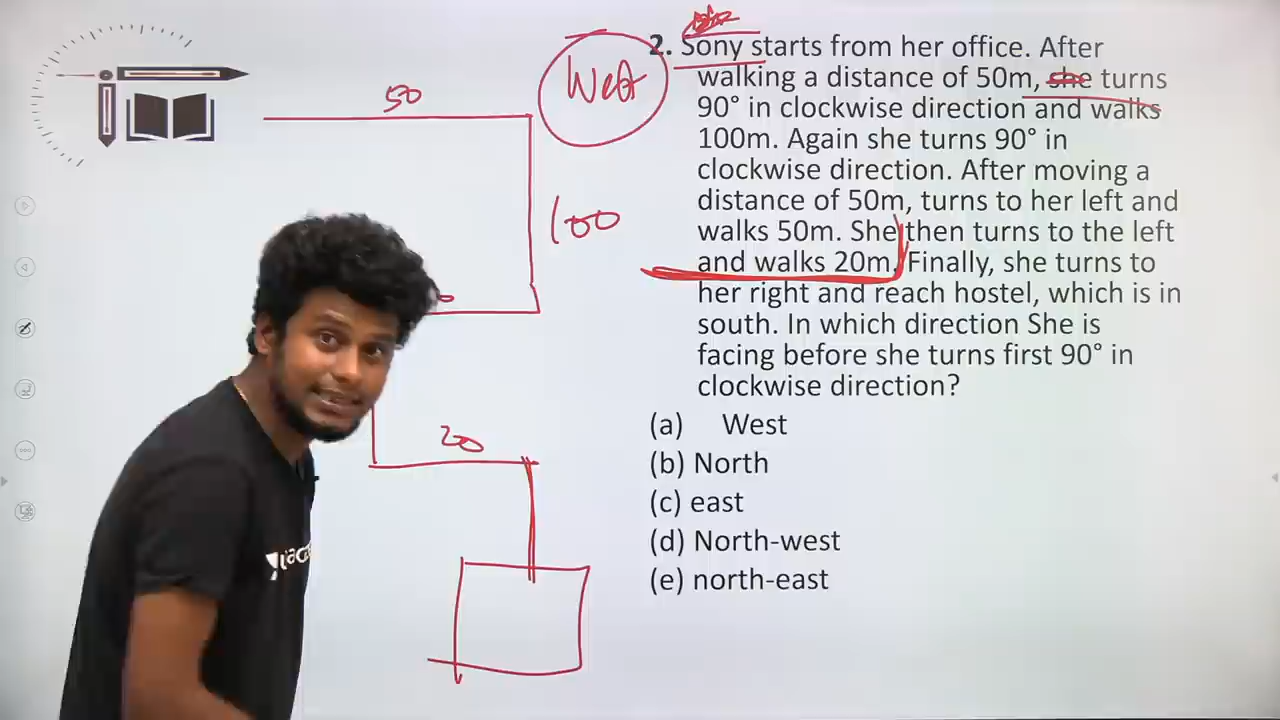 50
West
100
20
2. Sony starts from her office. After
walking a distance of 50m, she turns
90° in clockwise direction and walks
100m. Again she turns 90° in
clockwise direction. After moving a
distance of 50m, turns to her left and
walks 50m. She then turns to the left
and walks 20m. Finally, she turns to
her right and reach hostel, which is in
south. In which direction She is
facing before she turns first 90° in
clockwise direction?
(a) West
(b) North
(c) east
(d) North-west
(e) north-east